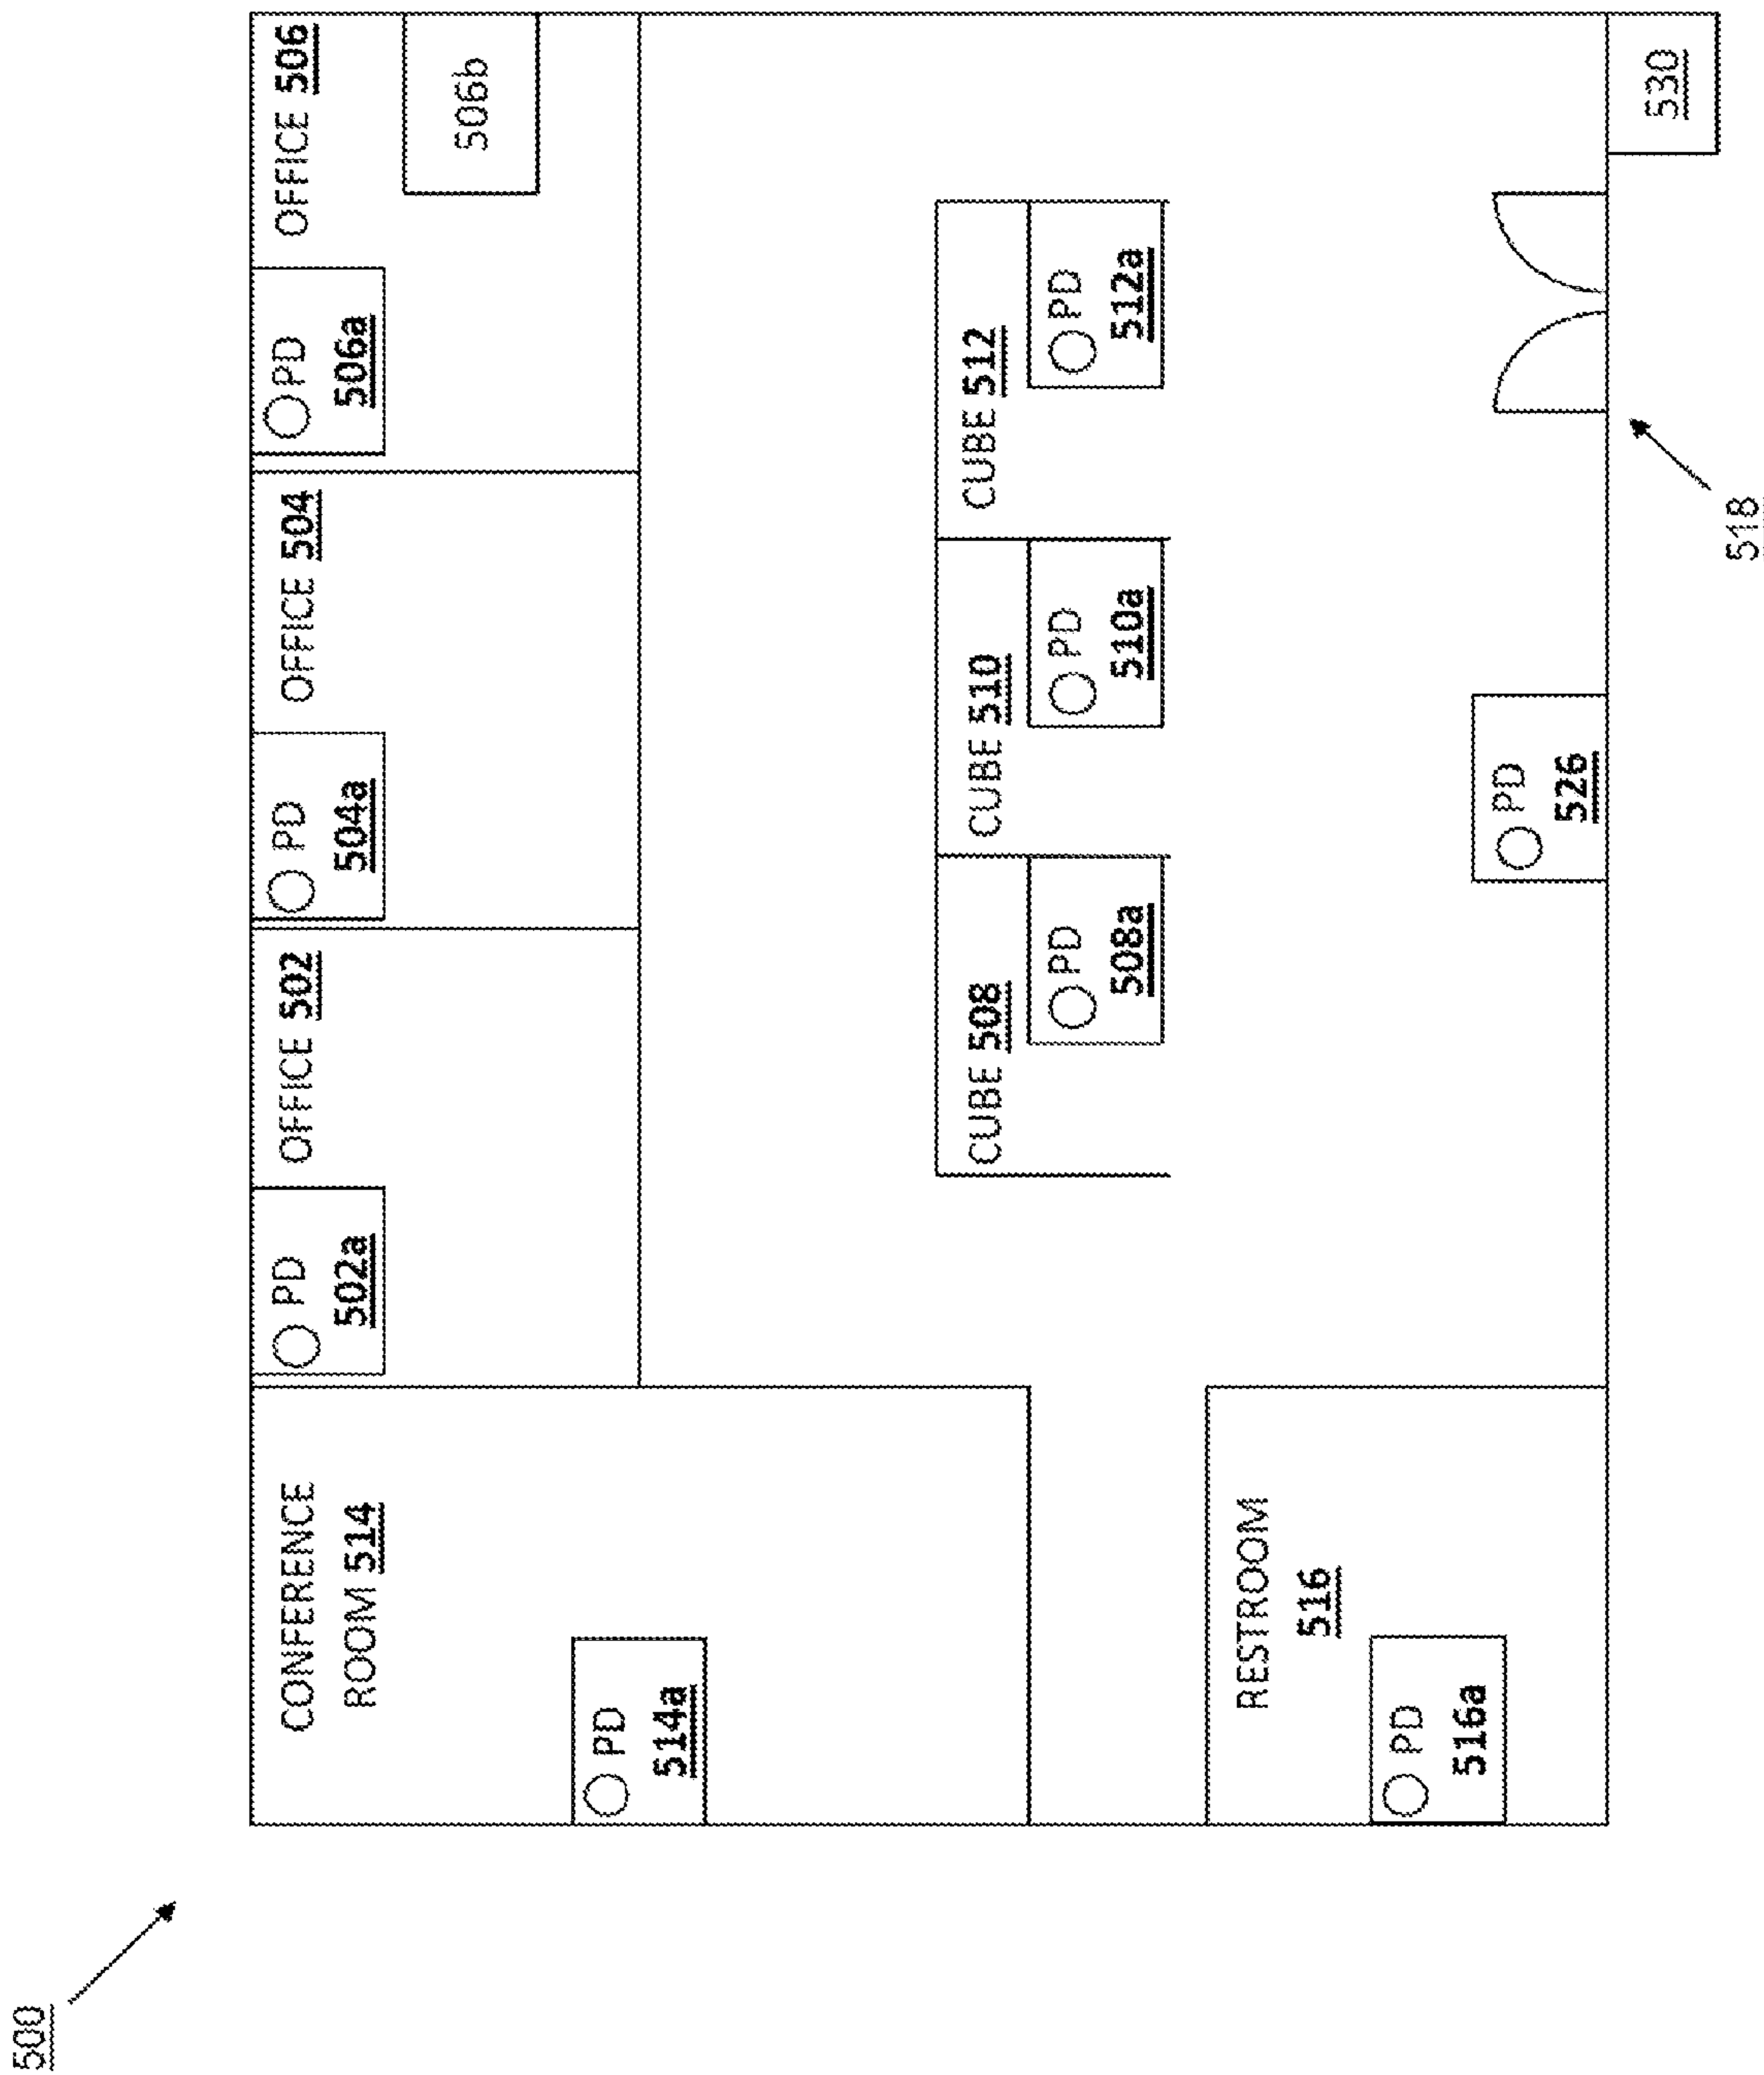 500
CONFERENCE
ROOM 514
PD
514a
OFFICE 502
PD
502a
OFFICE 504
PD
504a
OFFICE 506
PD
506a
506b
CUBE 508
PD
508a
CUBE 510
PD
510a
CUBE 512
PD
512a
RESTROOM
516
PD
516a
PD
526
518
530